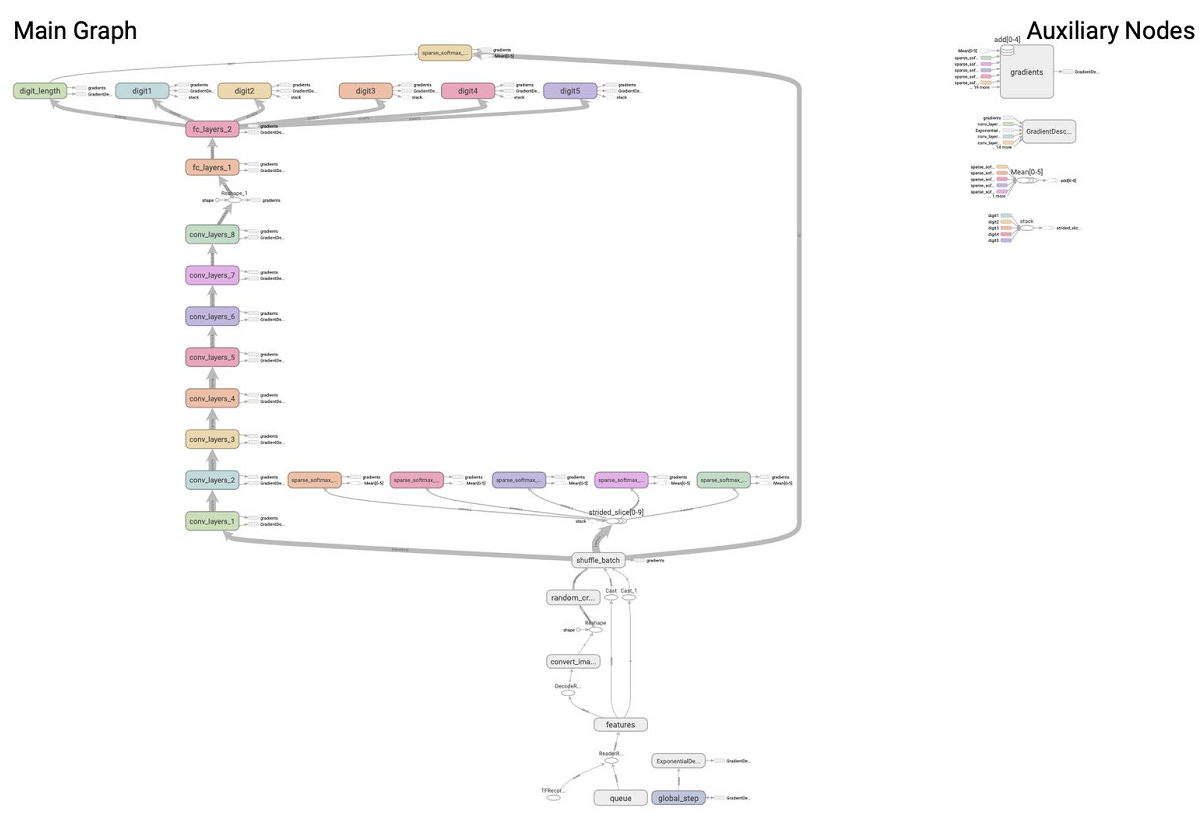 Main Graph
Auxiliary Nodes
sparse_softmax_...
gradients
Mean[0-5]
digit_length
gradients
GradientDe...
digit1
gradients
GradientDe...
stack
digit2
gradients
GradientDe...
stack
digit3
gradients
GradientDe...
stack
digit4
gradients
GradientDe...
stack
digit5
gradients
GradientDe...
stack
fc_layers_2
gradients
GradientDe...
fc_layers_1
gradients
GradientDe...
Reshape_1
shape
gradients
conv_layers_8
gradients
GradientDe...
conv_layers_7
gradients
GradientDe...
conv_layers_6
gradients
GradientDe...
conv_layers_5
gradients
GradientDe...
conv_layers_4
gradients
GradientDe...
conv_layers_3
gradients
GradientDe...
conv_layers_2
gradients
GradientDe...
sparse_softmax_...
gradients
Mean[0-5]
sparse_softmax_...
gradients
Mean[0-5]
sparse_softmax_...
gradients
Mean[0-5]
sparse_softmax_...
gradients
Mean[0-5]
sparse_softmax_...
gradients
Mean[0-5]
conv_layers_1
gradients
GradientDe...
strided_slice[0-9]
stack
shuffle_batch
gradients
random_cr...
Cast
Cast_1
Reshape
shape
convert_ima...
DecodeR...
features
ReaderR...
TFRecor...
queue
ExponentialDe...
GradientDe...
global_step
GradientDe...
add[0-4]
Mean[0-5]
sparse_sof...
sparse_sof...
sparse_sof...
sparse_sof...
sparse_sof...
... 19 more
gradients
GradientDe...
gradients
conv_layer...
Exponential...
conv_layer...
conv_layer...
... 14 more
GradientDesc...
sparse_sof...
sparse_sof...
sparse_sof...
sparse_sof...
sparse_sof...
... 1 more
Mean[0-5]
add[0-4]
digit1
digit2
digit3
digit4
digit5
stack
strided_slic...